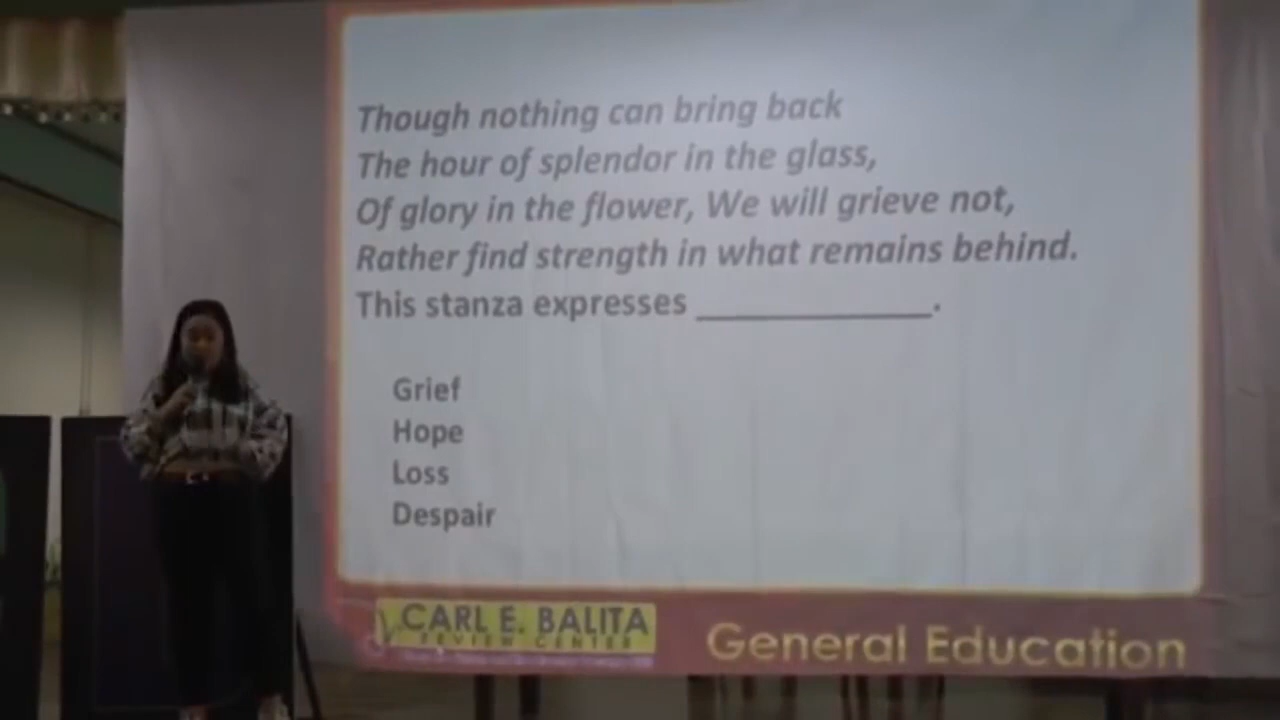 Though nothing can bring back
The hour of splendor in the glass,
Of glory in the flower, We will grieve not,
Rather find strength in what remains behind.
This stanza expresses ______________.
Grief
Hope
Loss
Despair
CARL E. BALITA
REVIEW CENTER
General Education